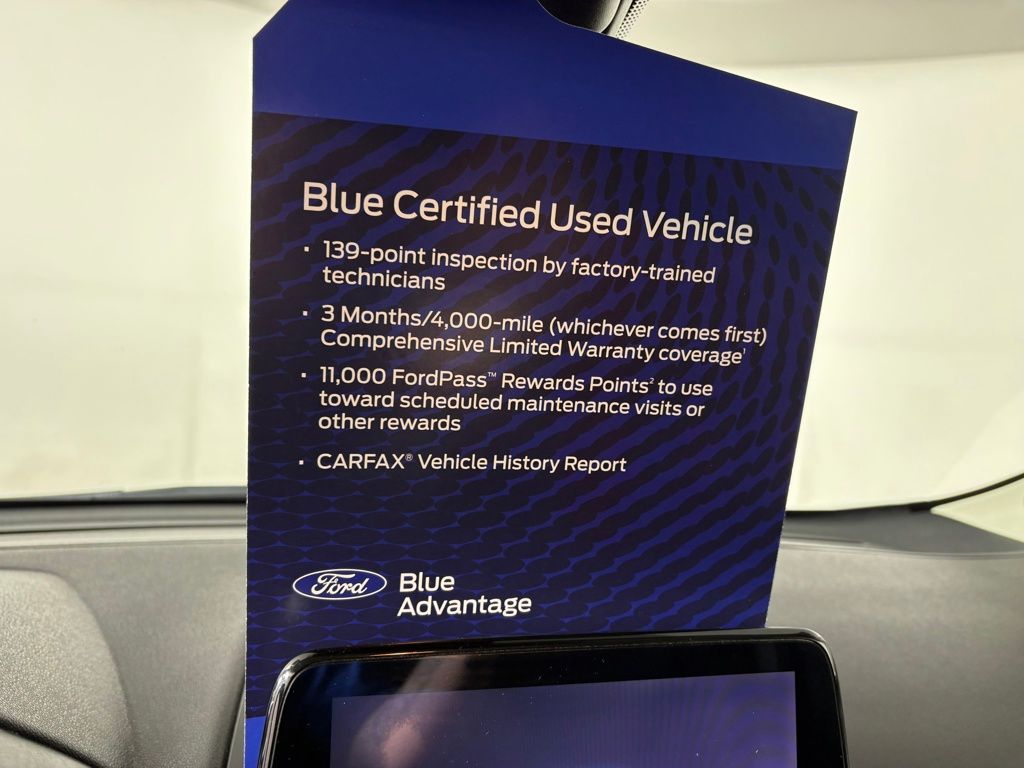 Blue Certified Used Vehicle
· 139-point inspection by factory-trained
technicians
· 3 Months/4,000-mile (whichever comes first)
Comprehensive Limited Warranty coverage¹
· 11,000 FordPass™ Rewards Points² to use
toward scheduled maintenance visits or
other rewards
· CARFAX® Vehicle History Report
Ford Blue
Advantage